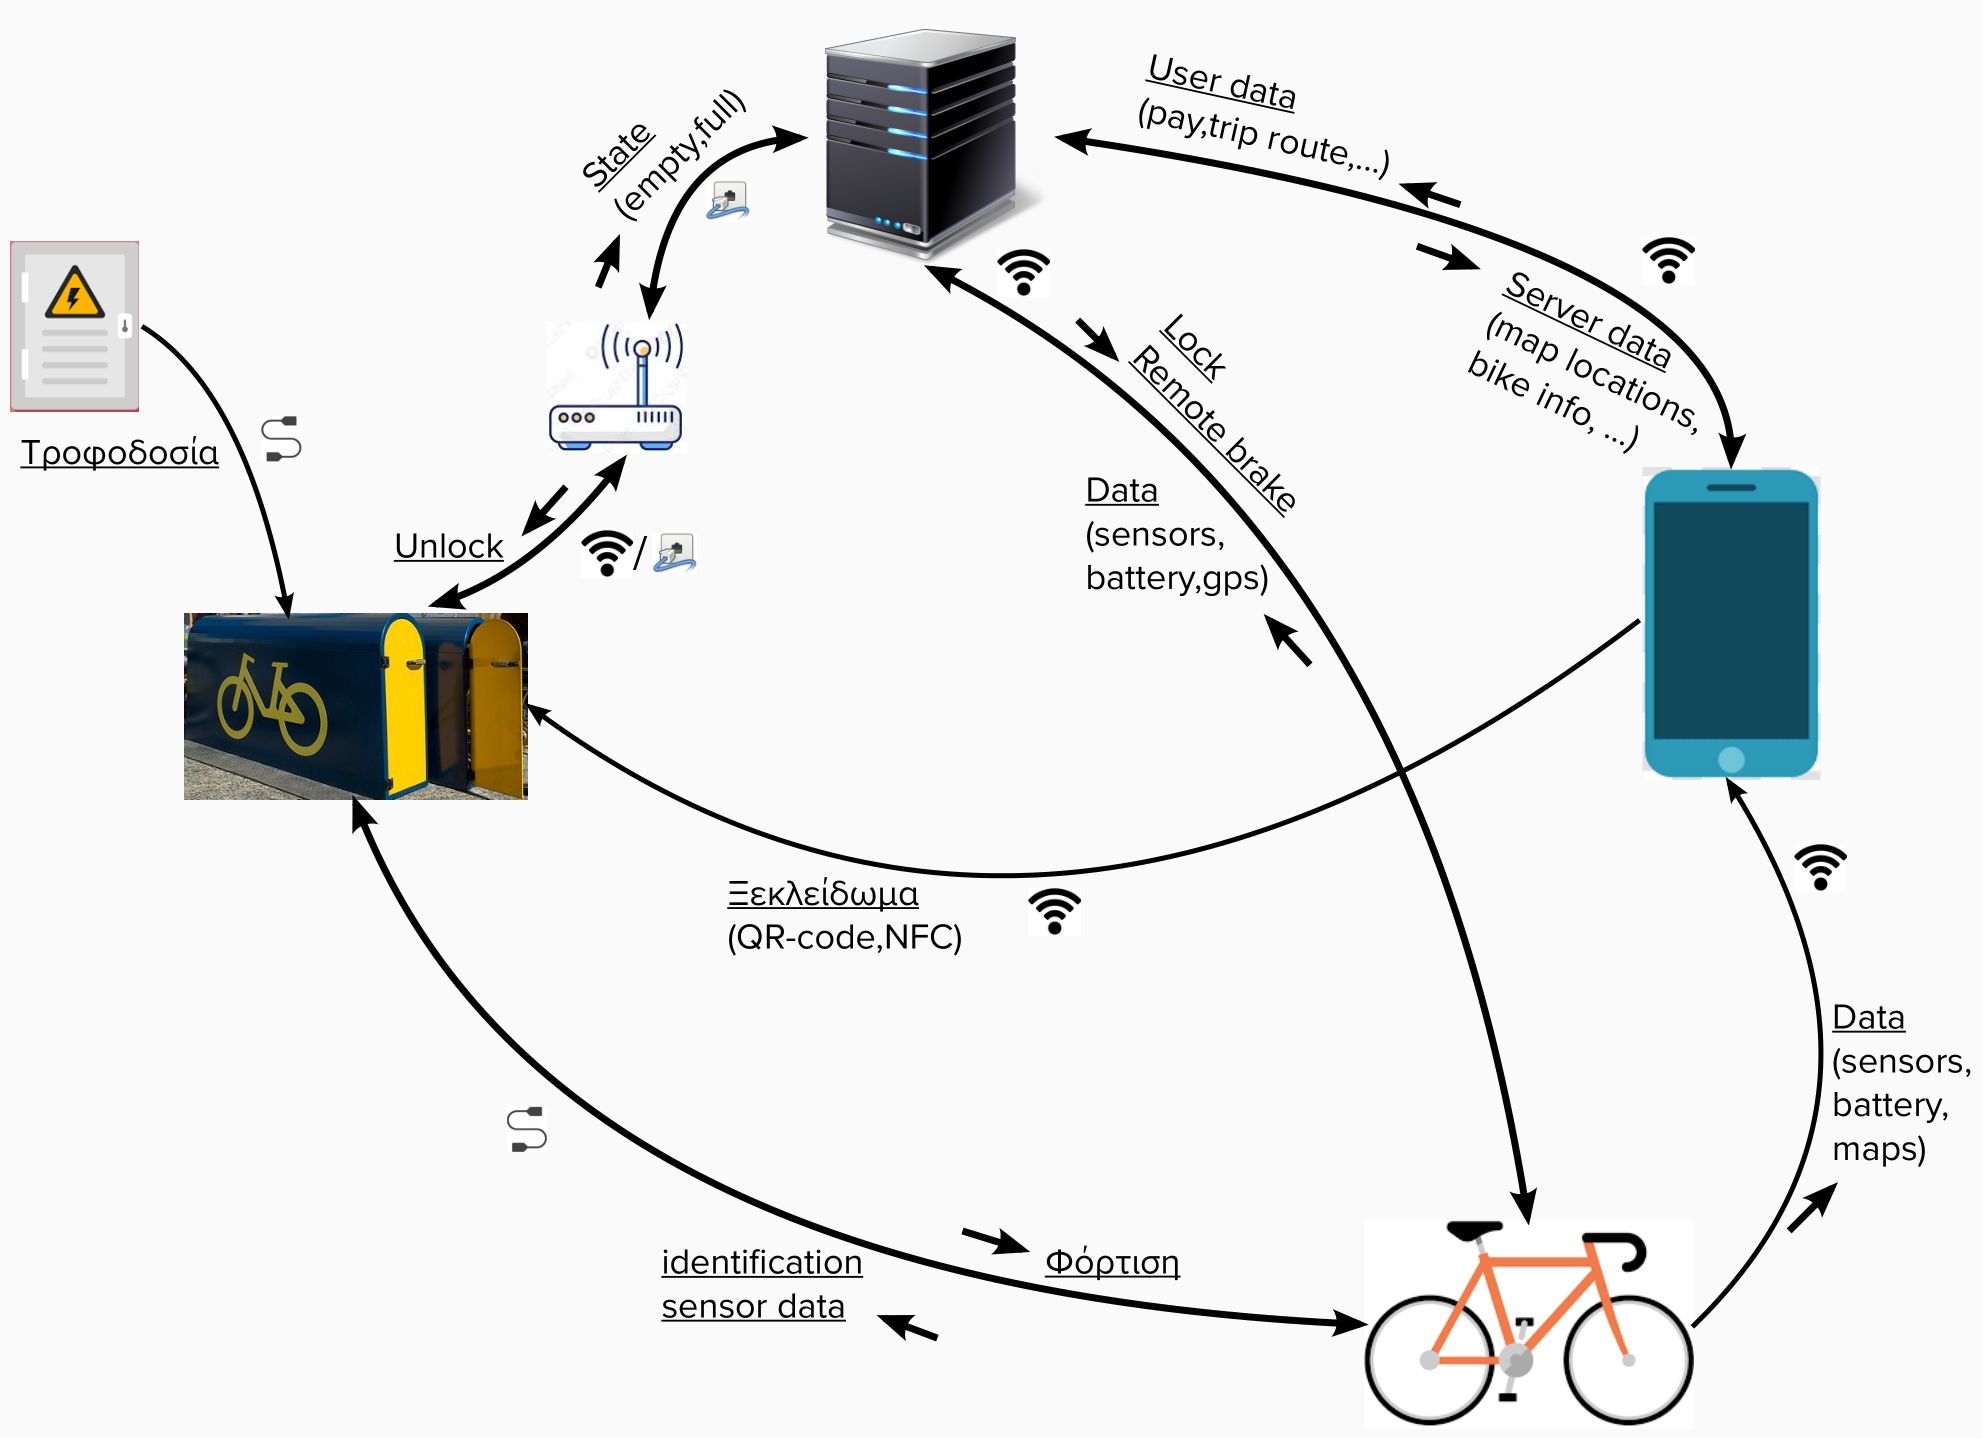 User data
(pay,trip route,...)
State
(empty,full)
Server data
(map locations,
bike info, ...)
Lock
Remote brake
Τροφοδοσία
Data
(sensors,
battery,gps)
Unlock
/
Ξεκλείδωμα
(QR-code,NFC)
Data
(sensors,
battery,
maps)
identification
sensor data
Φόρτιση